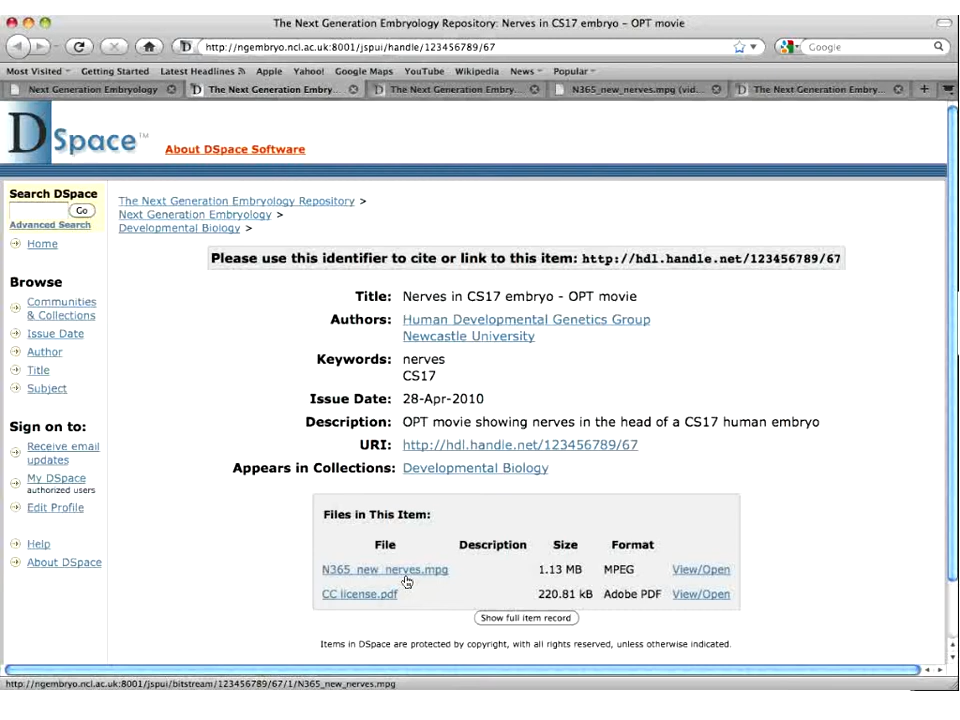 The Next Generation Embryology Repository: Nerves in CS17 embryo – OPT movie
http://ngembryo.ncl.ac.uk:8001/jspui/handle/123456789/67
Google
Most Visited Getting Started Latest Headlines Apple Yahoo! Google Maps YouTube Wikipedia News Popular
Next Generation Embryology The Next Generation Embry... The Next Generation Embry... N365_new_nerves.mpg (vid... The Next Generation Embry...
DSpace™
About DSpace Software
Search DSpace
Go
Advanced Search
Home
Browse
Communities
& Collections
Issue Date
Author
Title
Subject
Sign on to:
Receive email
updates
My DSpace
authorized users
Edit Profile
Help
About DSpace
The Next Generation Embryology Repository >
Next Generation Embryology >
Developmental Biology >
Please use this identifier to cite or link to this item: http://hdl.handle.net/123456789/67
Title: Nerves in CS17 embryo - OPT movie
Authors: Human Developmental Genetics Group
Newcastle University
Keywords: nerves
CS17
Issue Date: 28-Apr-2010
Description: OPT movie showing nerves in the head of a CS17 human embryo
URI: http://hdl.handle.net/123456789/67
Appears in Collections: Developmental Biology
Files in This Item:
File Description Size Format
N365_new_nerves.mpg 1.13 MB MPEG View/Open
CC license.pdf 220.81 kB Adobe PDF View/Open
Show full item record
Items in DSpace are protected by copyright, with all rights reserved, unless otherwise indicated.
http://ngembryo.ncl.ac.uk:8001/jspui/bitstream/123456789/67/1/N365_new_nerves.mpg